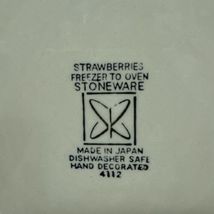 STRAWBERRIES
FREEZER TO OVEN
STONEWARE
MADE IN JAPAN
DISHWASHER SAFE
HAND DECORATED
4112